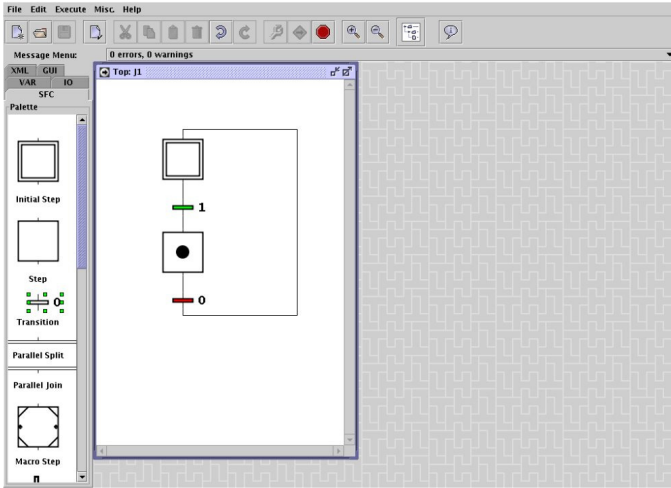 File Edit Execute Misc. Help
Message Menu: 0 errors, 0 warnings
XML GUI
VAR IO
SFC
Palette
Initial Step
Step
0
Transition
Parallel Split
Parallel Join
Macro Step
Top: J1
1
0